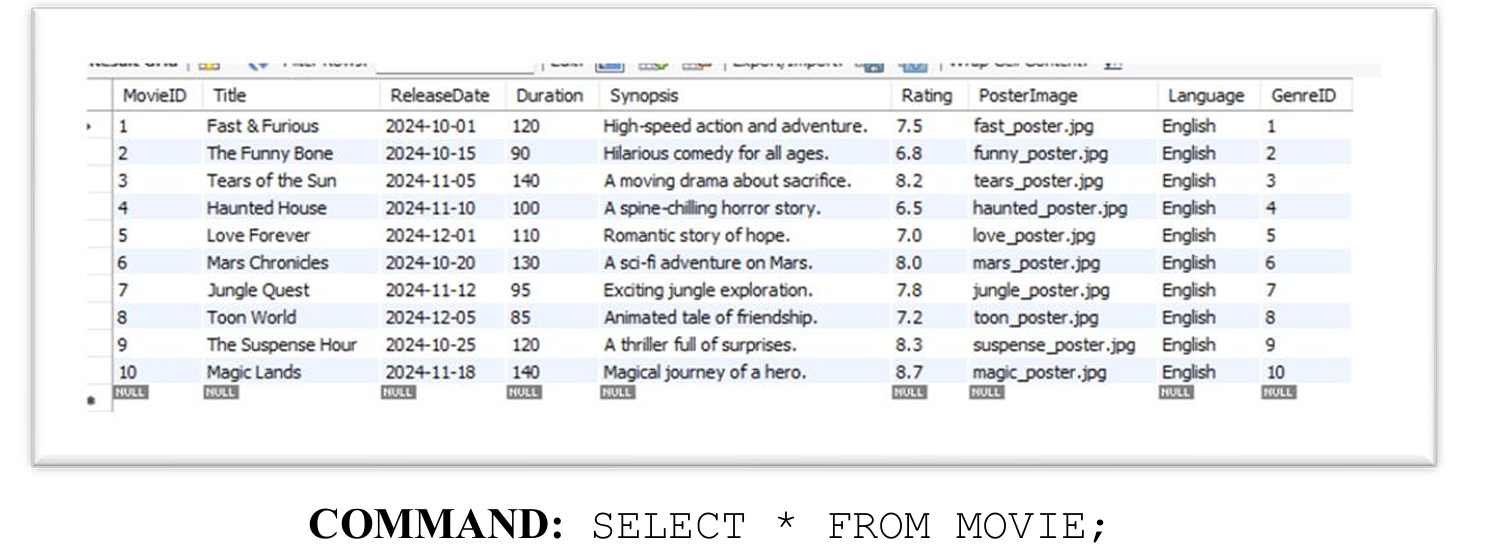 MovieID Title ReleaseDate Duration Synopsis Rating PosterImage Language GenreID
1 Fast & Furious 2024-10-01 120 High-speed action and adventure. 7.5 fast_poster.jpg English 1
2 The Funny Bone 2024-10-15 90 Hilarious comedy for all ages. 6.8 funny_poster.jpg English 2
3 Tears of the Sun 2024-11-05 140 A moving drama about sacrifice. 8.2 tears_poster.jpg English 3
4 Haunted House 2024-11-10 100 A spine-chilling horror story. 6.5 haunted_poster.jpg English 4
5 Love Forever 2024-12-01 110 Romantic story of hope. 7.0 love_poster.jpg English 5
6 Mars Chronicles 2024-10-20 130 A sci-fi adventure on Mars. 8.0 mars_poster.jpg English 6
7 Jungle Quest 2024-11-12 95 Exciting jungle exploration. 7.8 jungle_poster.jpg English 7
8 Toon World 2024-12-05 85 Animated tale of friendship. 7.2 toon_poster.jpg English 8
9 The Suspense Hour 2024-10-25 120 A thriller full of surprises. 8.3 suspense_poster.jpg English 9
10 Magic Lands 2024-11-18 140 Magical journey of a hero. 8.7 magic_poster.jpg English 10
NULL NULL NULL NULL NULL NULL NULL NULL NULL
COMMAND: SELECT * FROM MOVIE;